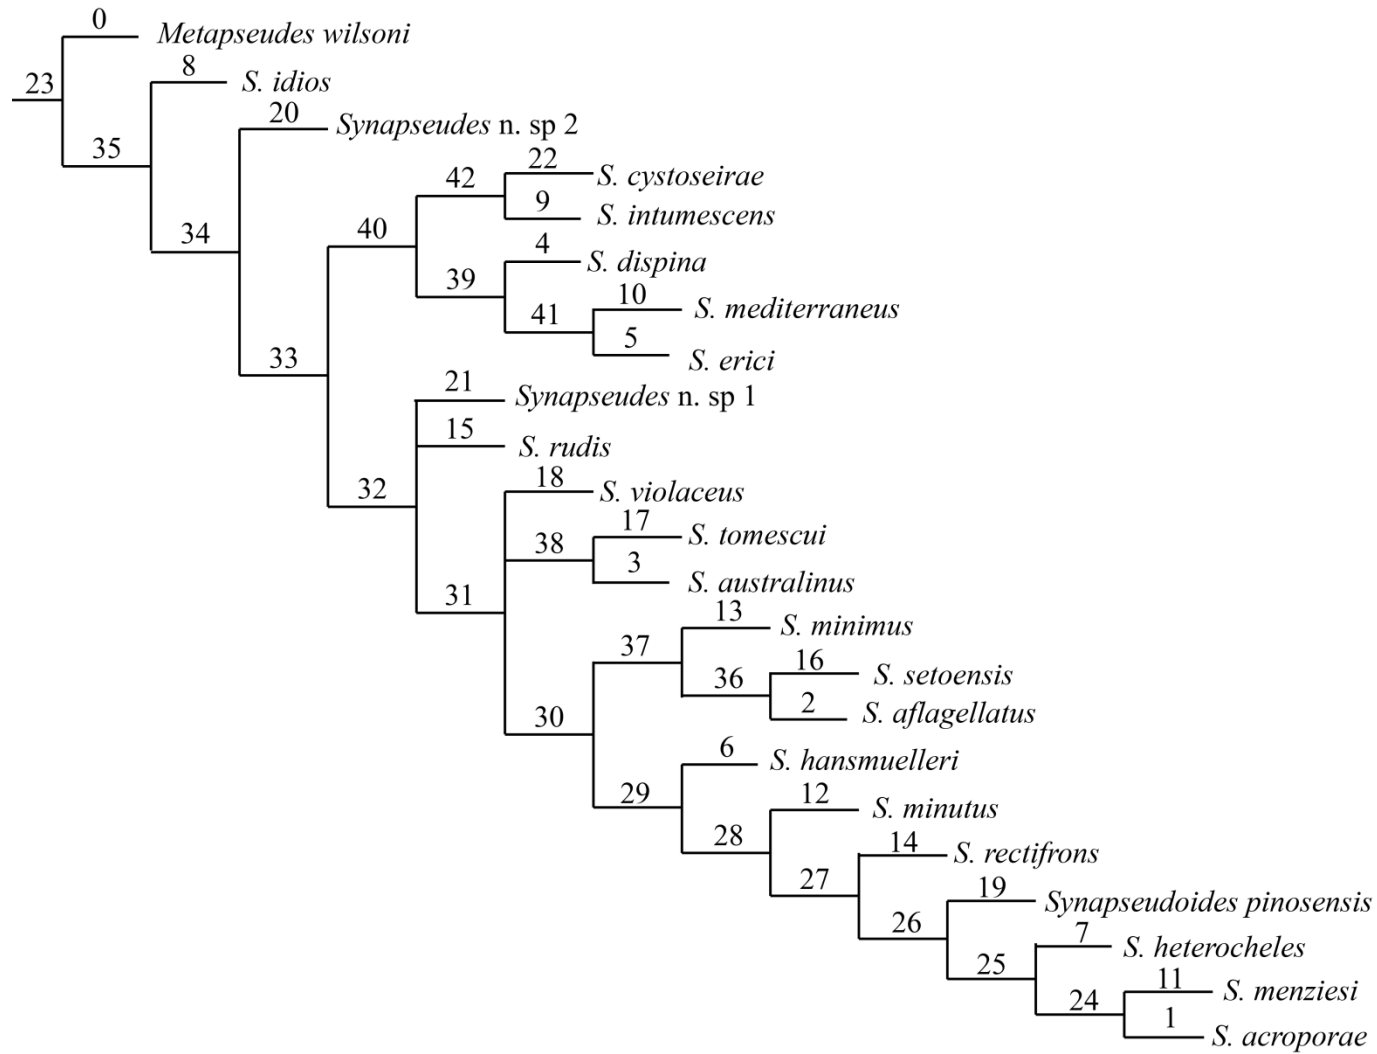 0
Metapseudes wilsoni
8
23
S. idios
20
Synapseudes n. sp 2
35
22
42
S. cystoseirae
9
S. intumescens
40
34
4
S. dispina
39
10
S. mediterraneus
41
5
33
S. erici
21
Synapseudes n. sp 1
15
S. rudis
18
32
S. violaceus
17
S. tomescui
38
3
S. australinus
31
13
S. minimus
37
16
36
S. setoensis
2
S. aflagellatus
30
6
S. hansmuelleri
29
12
S. minutus
28
14
S. rectifrons
27
19
Synapseudoides pinosensis
26
7
S. heterocheles
25
11
S. menziesi
24
1
S. acroporae